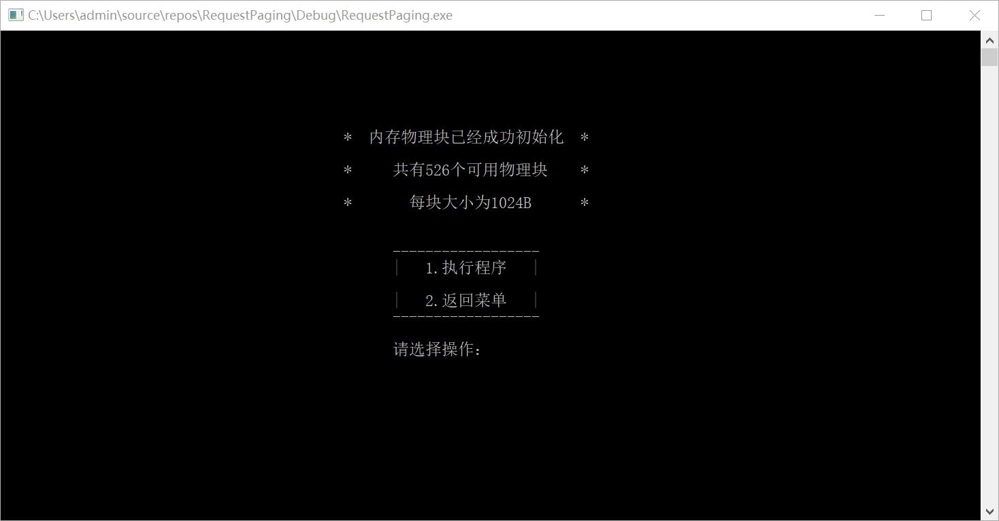 C:\Users\admin\source\repos\RequestPaging\Debug\RequestPaging.exe
* 内存物理块已经成功初始化 *
* 共有526个可用物理块 *
* 每块大小为1024B *
------------------
| 1.执行程序 |
| 2.返回菜单 |
------------------
请选择操作: